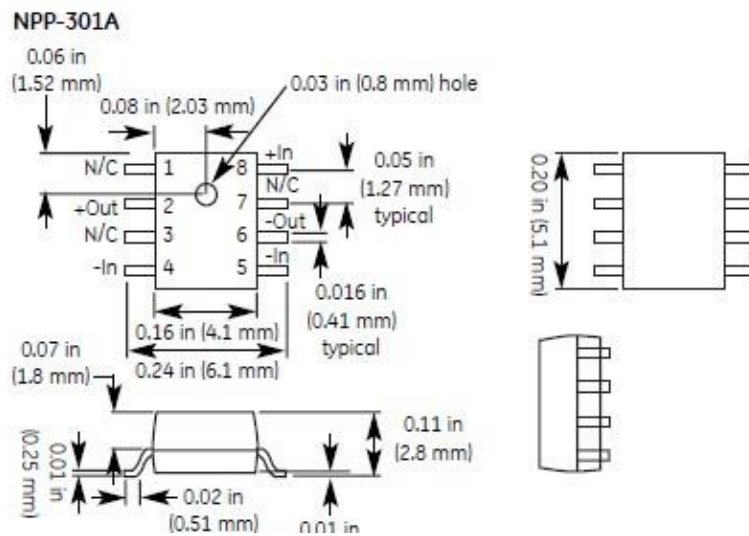 NPP-301A
0.06 in
(1.52 mm)
0.08 in (2.03 mm)
0.03 in (0.8 mm) hole
N/C 1 8 +In
+Out 2 7 N/C
N/C 3 6 -Out
-In 4 5 -In
0.05 in
(1.27 mm)
typical
0.20 in (5.1 mm)
0.016 in
(0.41 mm)
typical
0.16 in (4.1 mm)
0.24 in (6.1 mm)
0.07 in
(1.8 mm)
0.11 in
(2.8 mm)
0.01 in
(0.25 mm)
0.02 in
(0.51 mm)
0.01 in